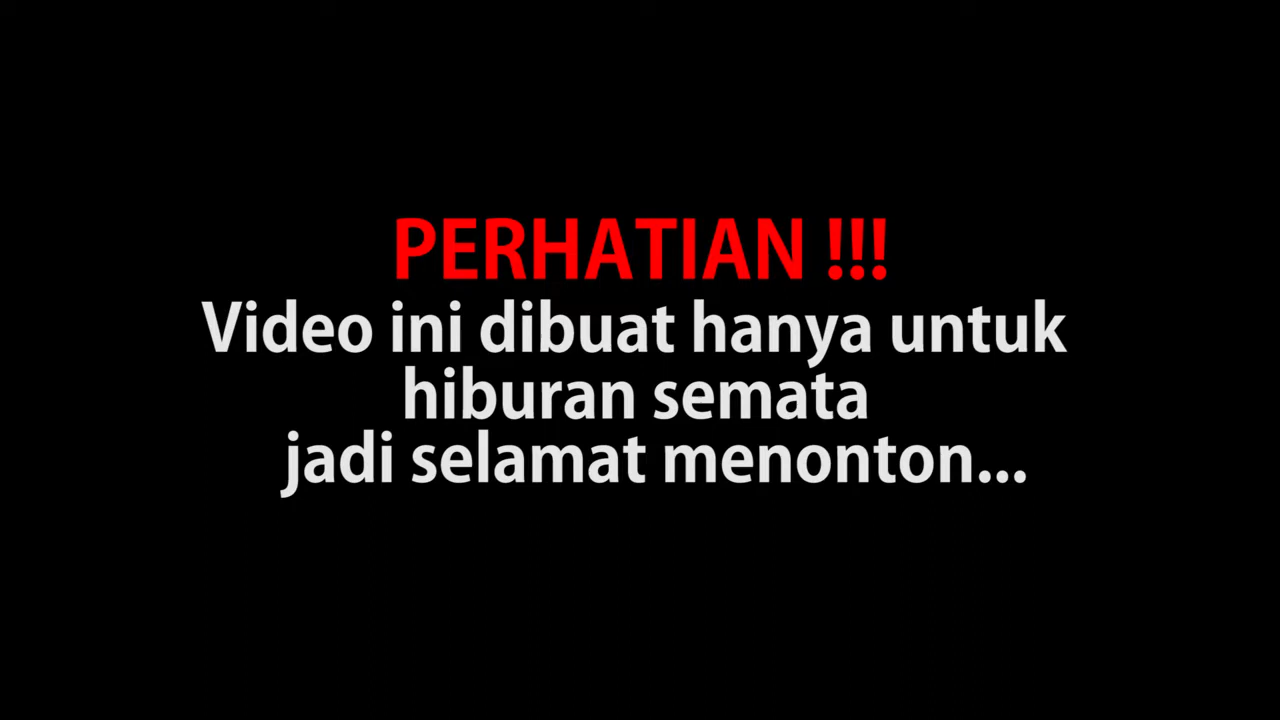 PERHATIAN !!!
Video ini dibuat hanya untuk
hiburan semata
jadi selamat menonton...